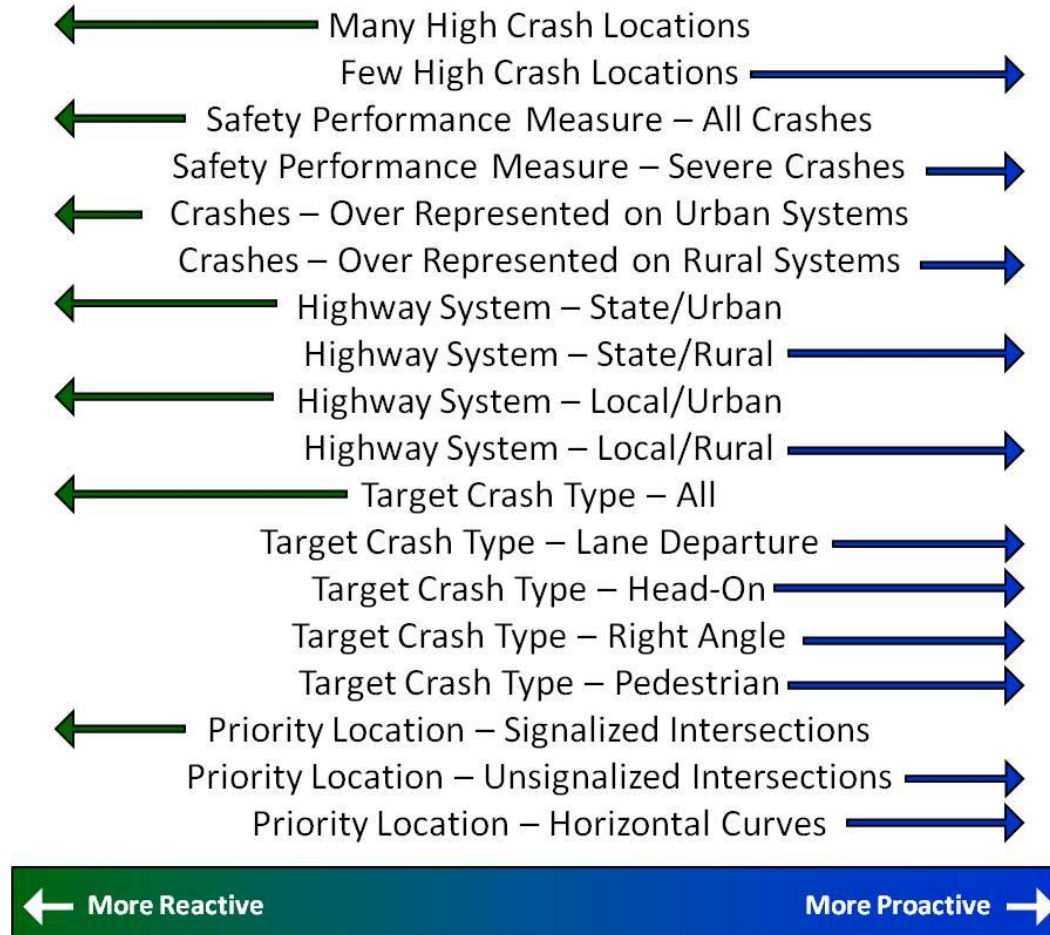 Many High Crash Locations
Few High Crash Locations
Safety Performance Measure – All Crashes
Safety Performance Measure – Severe Crashes
Crashes – Over Represented on Urban Systems
Crashes – Over Represented on Rural Systems
Highway System – State/Urban
Highway System – State/Rural
Highway System – Local/Urban
Highway System – Local/Rural
Target Crash Type – All
Target Crash Type – Lane Departure
Target Crash Type – Head-On
Target Crash Type – Right Angle
Target Crash Type – Pedestrian
Priority Location – Signalized Intersections
Priority Location – Unsignalized Intersections
Priority Location – Horizontal Curves
More Reactive
More Proactive